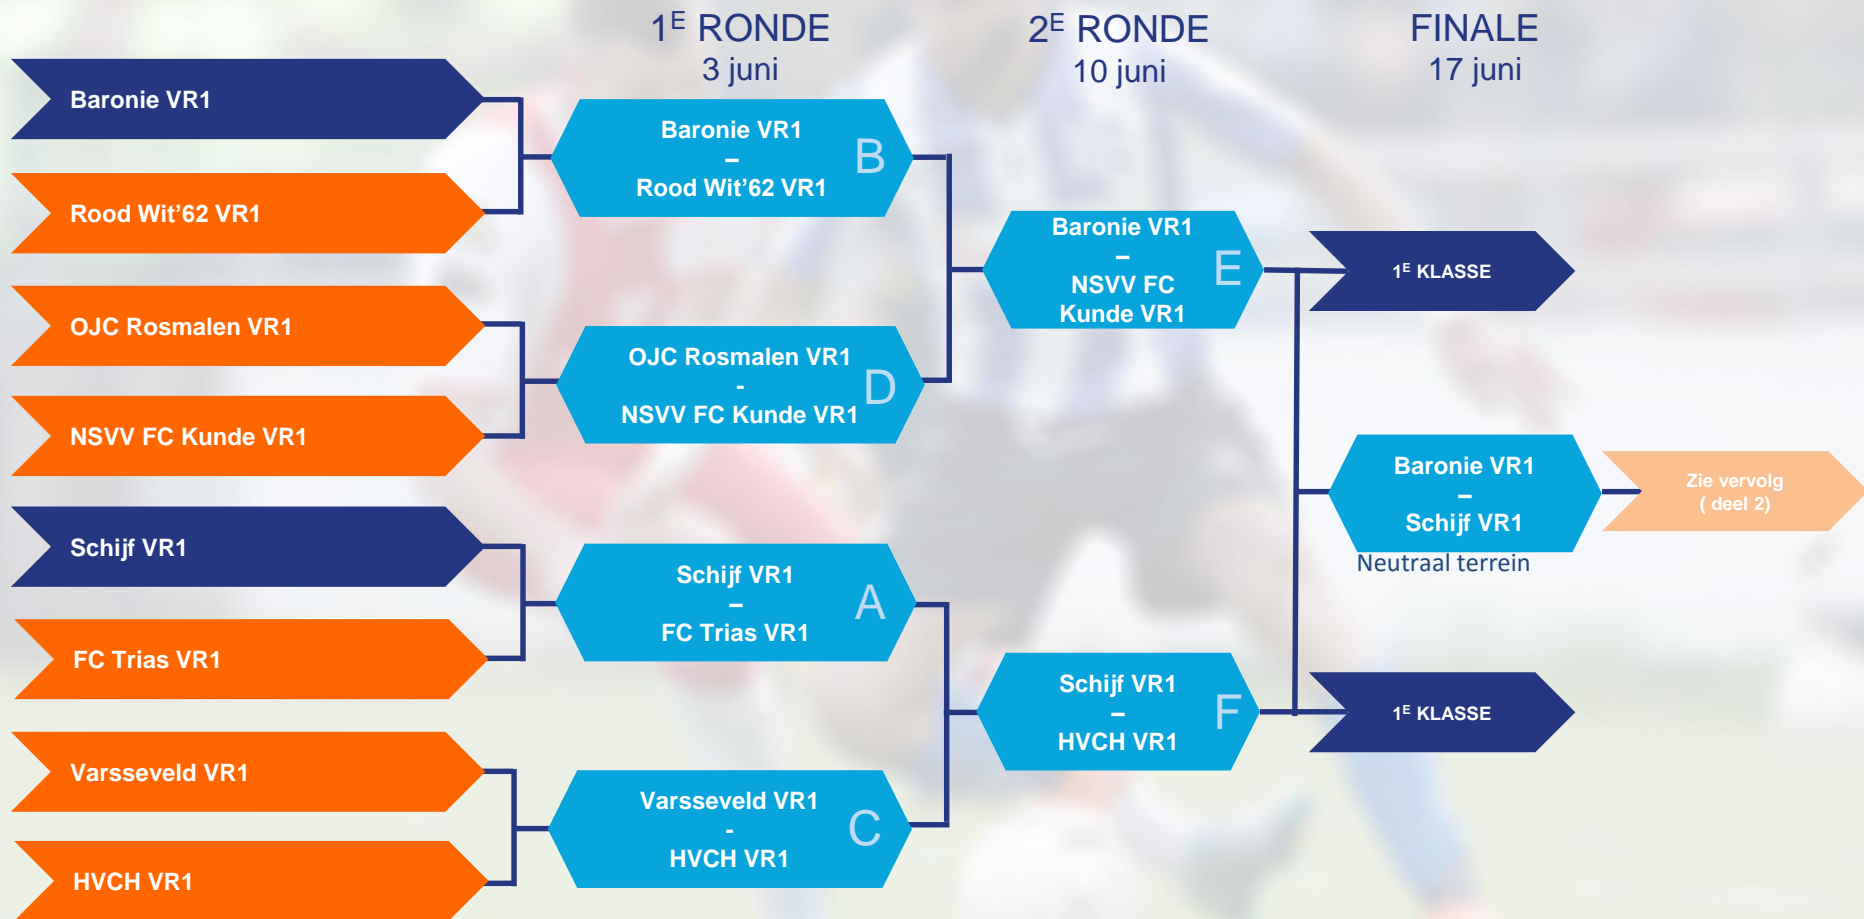 1E RONDE
3 juni
2E RONDE
10 juni
FINALE
17 juni
Baronie VR1
Rood Wit’62 VR1
OJC Rosmalen VR1
NSVV FC Kunde VR1
Schijf VR1
FC Trias VR1
Varsseveld VR1
HVCH VR1
Baronie VR1
–
Rood Wit’62 VR1
B
OJC Rosmalen VR1
-
NSVV FC Kunde VR1
D
Schijf VR1
–
FC Trias VR1
A
Varsseveld VR1
-
HVCH VR1
C
Baronie VR1
–
NSVV FC
Kunde VR1
E
Schijf VR1
–
HVCH VR1
F
1E KLASSE
Baronie VR1
–
Schijf VR1
Neutraal terrein
1E KLASSE
Zie vervolg
( deel 2)